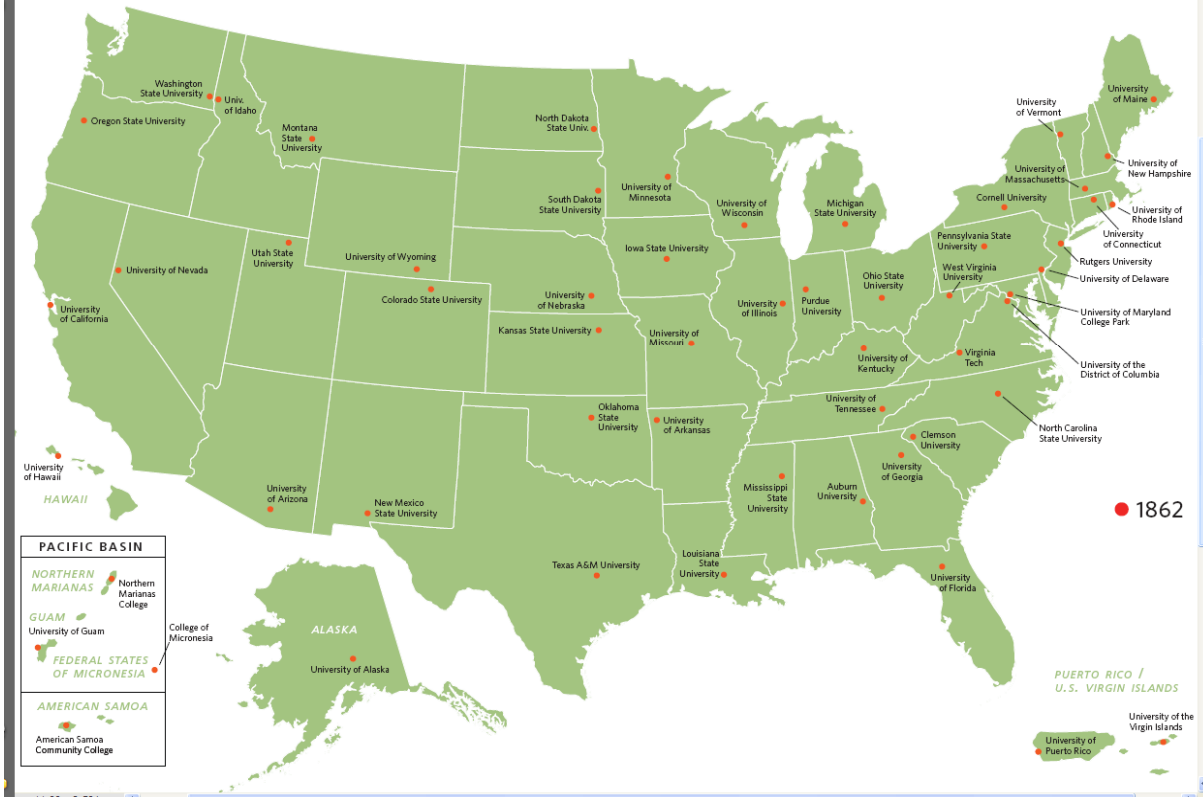 Washington
State University
Univ.
of Idaho
Oregon State University
Montana
State
University
North Dakota
State Univ.
South Dakota
State University
University of
Minnesota
University of
Wisconsin
Michigan
State University
University
of Vermont
University
of Maine
University of
New Hampshire
University of
Massachusetts
Cornell University
University of
Rhode Island
University
of Connecticut
Pennsylvania State
University
Rutgers University
West Virginia
University
University of Delaware
University of Maryland
College Park
University of the
District of Columbia
Utah State
University
University of Nevada
University of Wyoming
Colorado State University
University
of California
Iowa State University
University
of Nebraska
Kansas State University
University of
Missouri
University
of Illinois
Purdue
University
Ohio State
University
University of
Kentucky
Virginia
Tech
University of
Tennessee
North Carolina
State University
Clemson
University
University
of Georgia
Oklahoma
State
University
University
of Arkansas
University
of Arizona
New Mexico
State University
Mississippi
State
University
Auburn
University
Louisiana
State
University
Texas A&M University
University
of Florida
1862
University
of Hawaii
HAWAII
PACIFIC BASIN
NORTHERN
MARIANAS
Northern
Marianas
College
GUAM
University of Guam
College of
Micronesia
FEDERAL STATES
OF MICRONESIA
AMERICAN SAMOA
American Samoa
Community College
ALASKA
University of Alaska
PUERTO RICO /
U.S. VIRGIN ISLANDS
University of
Puerto Rico
University of the
Virgin Islands